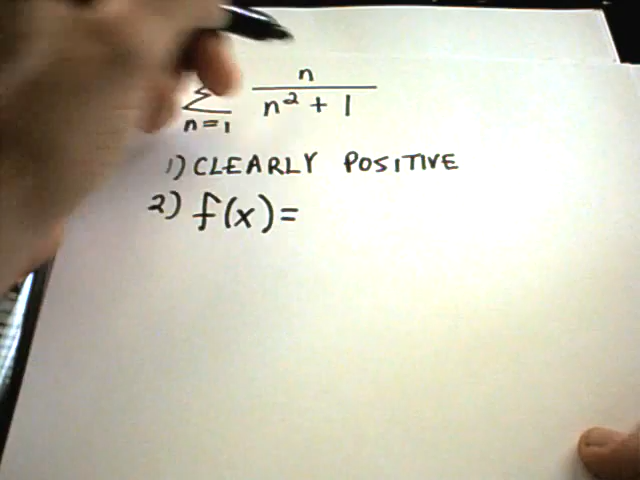 ∑ n=1 n/(n² + 1)
1) CLEARLY POSITIVE
2) f(x)=